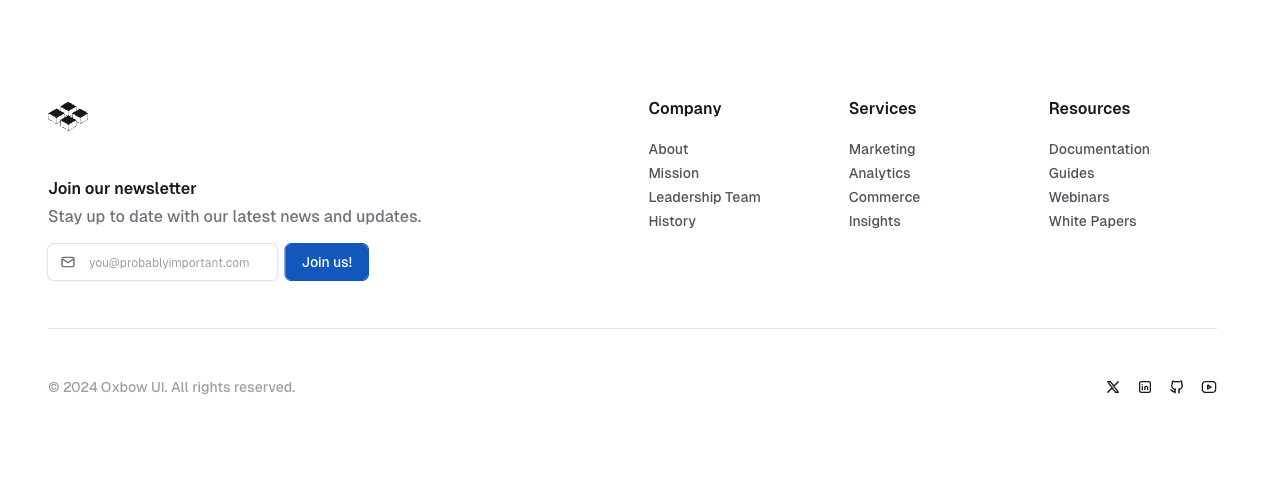 Join our newsletter
Stay up to date with our latest news and updates.
you@probablyimportant.com
Join us!
Company
About
Mission
Leadership Team
History
Services
Marketing
Analytics
Commerce
Insights
Resources
Documentation
Guides
Webinars
White Papers
© 2024 Oxbow UI. All rights reserved.